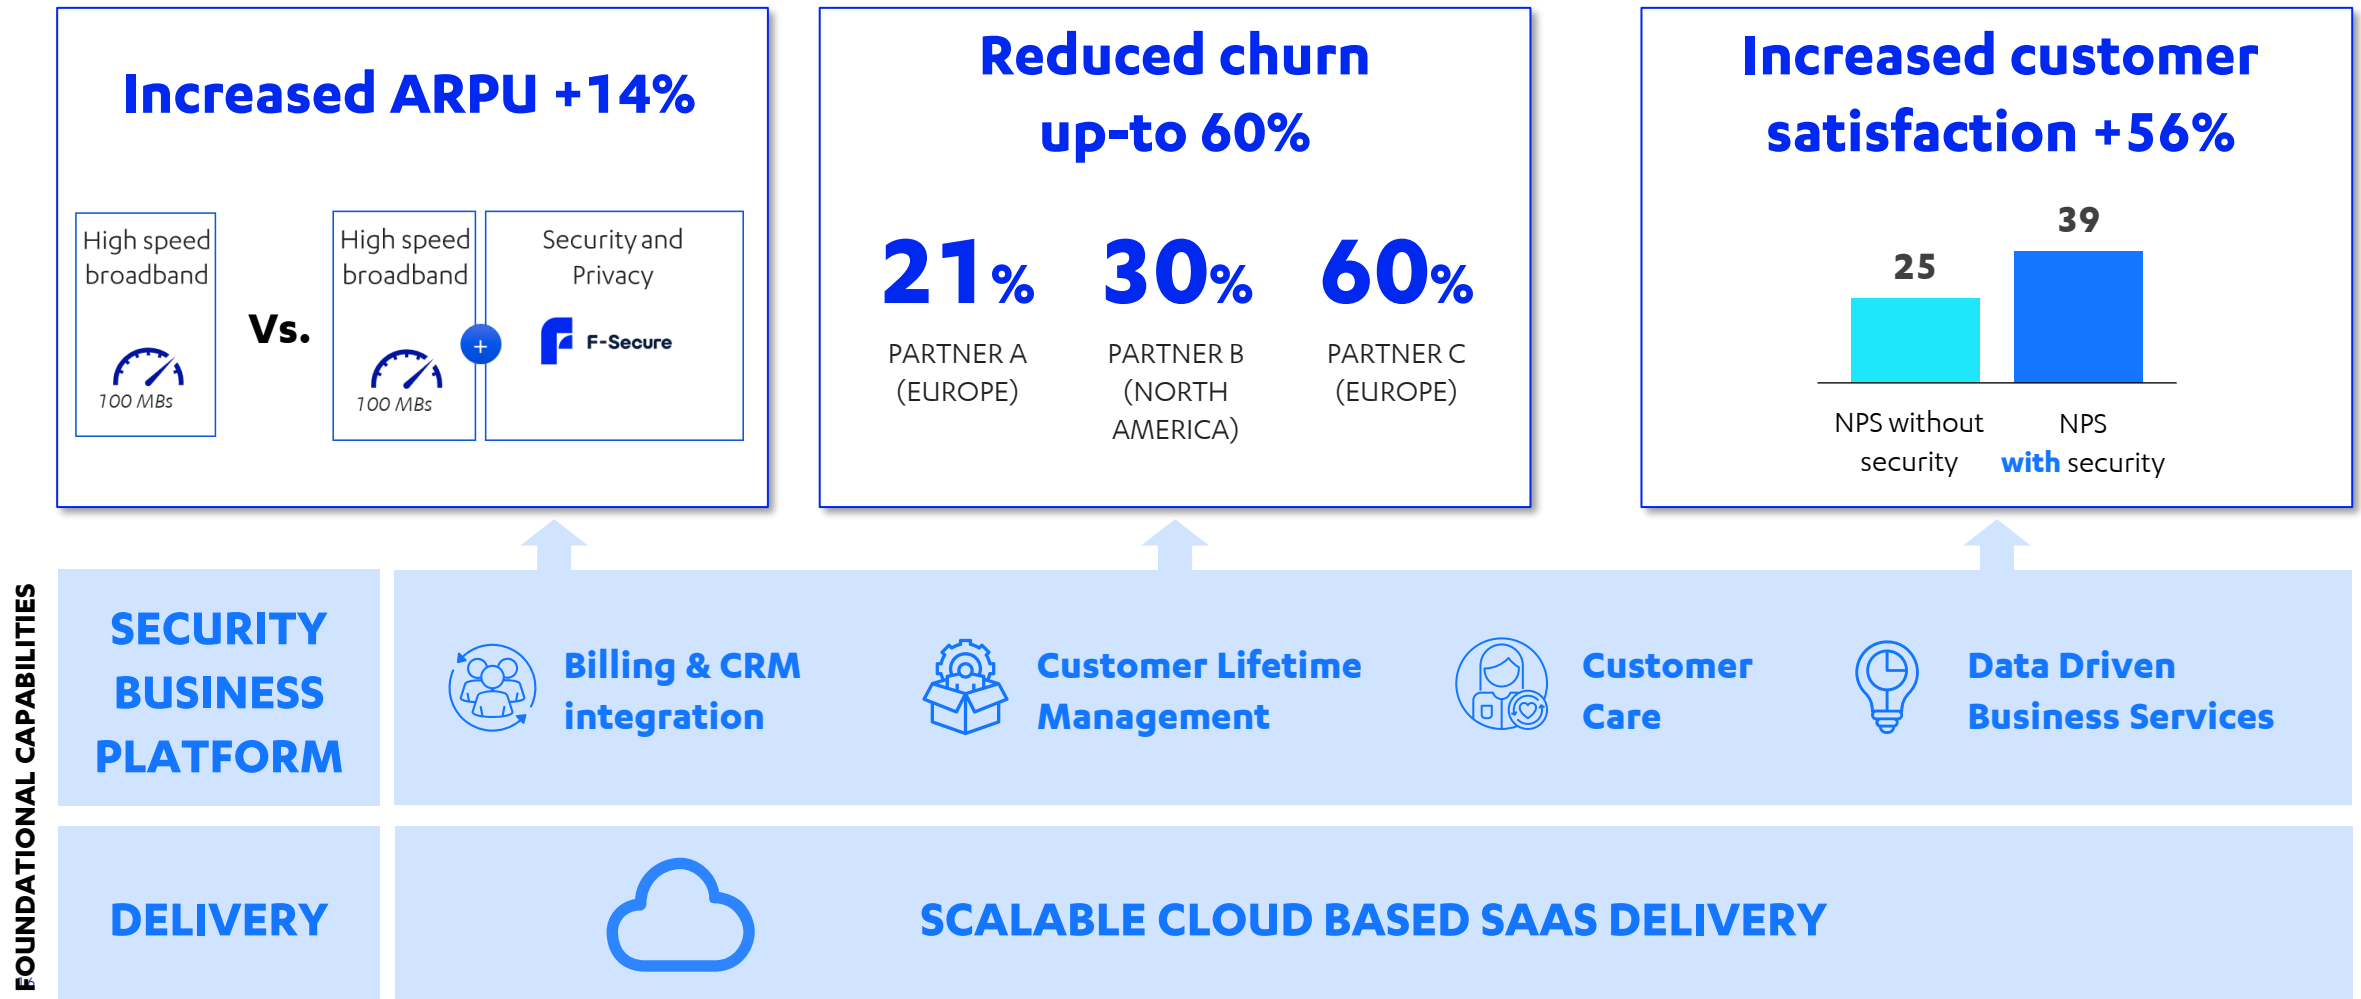 Increased ARPU +14%
High speed
broadband
100 MBs
Vs.
High speed
broadband
100 MBs
+
Security and
Privacy
F-Secure
Reduced churn
up-to 60%
21%
PARTNER A
(EUROPE)
30%
PARTNER B
(NORTH
AMERICA)
60%
PARTNER C
(EUROPE)
Increased customer
satisfaction +56%
25
39
NPS without
security
NPS
with security
FOUNDATIONAL CAPABILITIES
SECURITY
BUSINESS
PLATFORM
Billing & CRM
integration
Customer Lifetime
Management
Customer
Care
Data Driven
Business Services
DELIVERY
SCALABLE CLOUD BASED SAAS DELIVERY